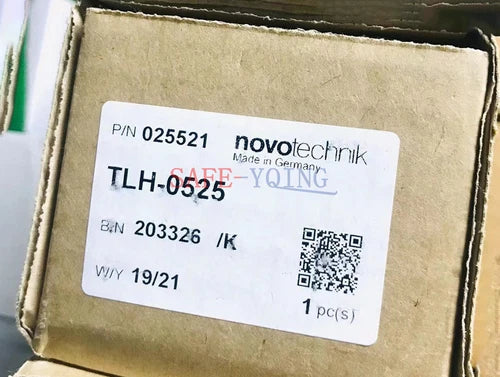 P/N 025521 novotechnik
Made in Germany
TLH-0525
SAFE-YQING
B/N 203326 /K
W/Y 19/21
1 pc(s)